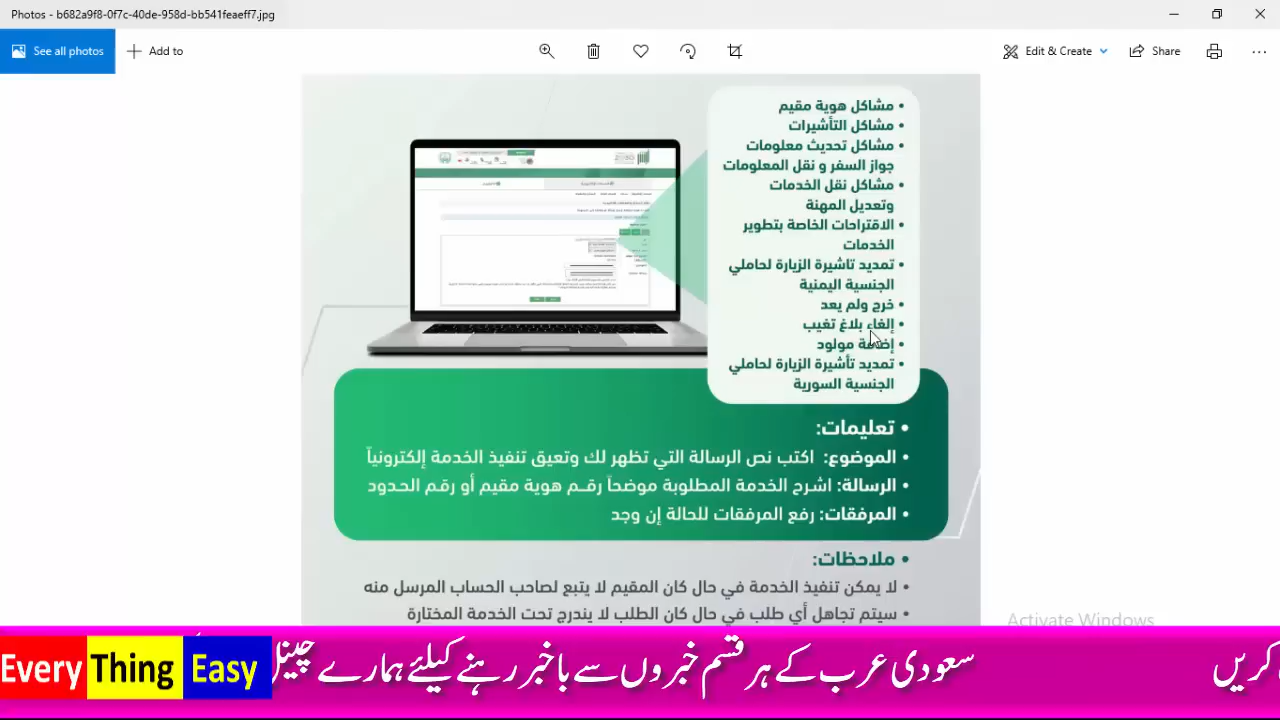 Photos - b682a9f8-0f7c-40de-958d-bb541feaeff7.jpg
See all photos
Add to
Edit & Create
Share
• مشاكل هوية مقيم
• مشاكل التأشيرات
• مشاكل تحديث معلومات
جواز السفر و نقل المعلومات
• مشاكل نقل الخدمات
وتعديل المهنة
• الاقتراحات الخاصة بتطوير
الخدمات
• تمديد تاشيرة الزيارة لحاملي
الجنسية اليمنية
• خرج ولم يعد
• إلغاء بلاغ تغيب
• إضافة مولود
• تمديد تأشيرة الزيارة لحاملي
الجنسية السورية
• تعليمات:
• الموضوع: اكتب نص الرسالة التي تظهر لك وتعيق تنفيذ الخدمة إلكترونياً
• الرسالة: اشرح الخدمة المطلوبة موضحاً رقـم هوية مقيم أو رقم الحدود
• المرفقات: رفع المرفقات للحالة إن وجد
• ملاحظات:
• لا يمكن تنفيذ الخدمة في حال كان المقيم لا يتبع لصاحب الحساب المرسل منه
• سيتم تجاهل أي طلب في حال كان الطلب لا يندرج تحت الخدمة المختارة
Activate Windows
Every Thing Easy
کریں
سعودی عرب کے ہر قسم خبروں سے باخبر رہنے کیلئے ہمارے چینل